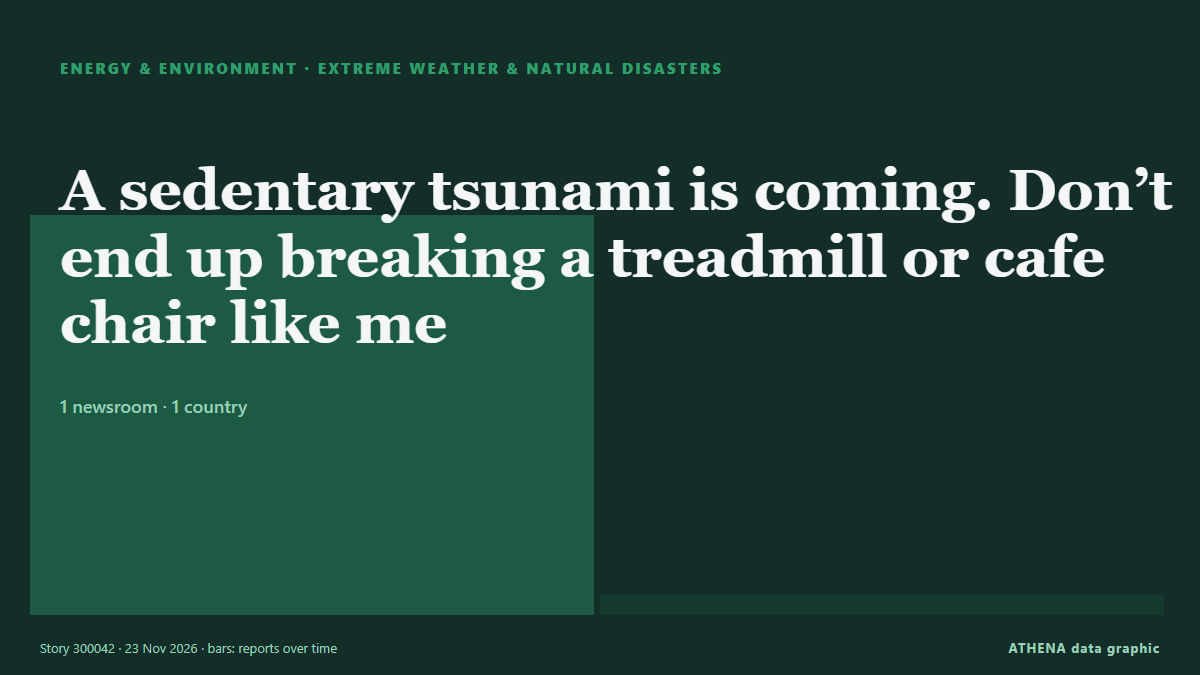 ENERGY & ENVIRONMENT · EXTREME WEATHER & NATURAL DISASTERS
A sedentary tsunami is coming. Don’t
end up breaking a treadmill or cafe
chair like me
1 newsroom · 1 country
Story 300042 · 23 Nov 2026 · bars: reports over time
ATHENA data graphic